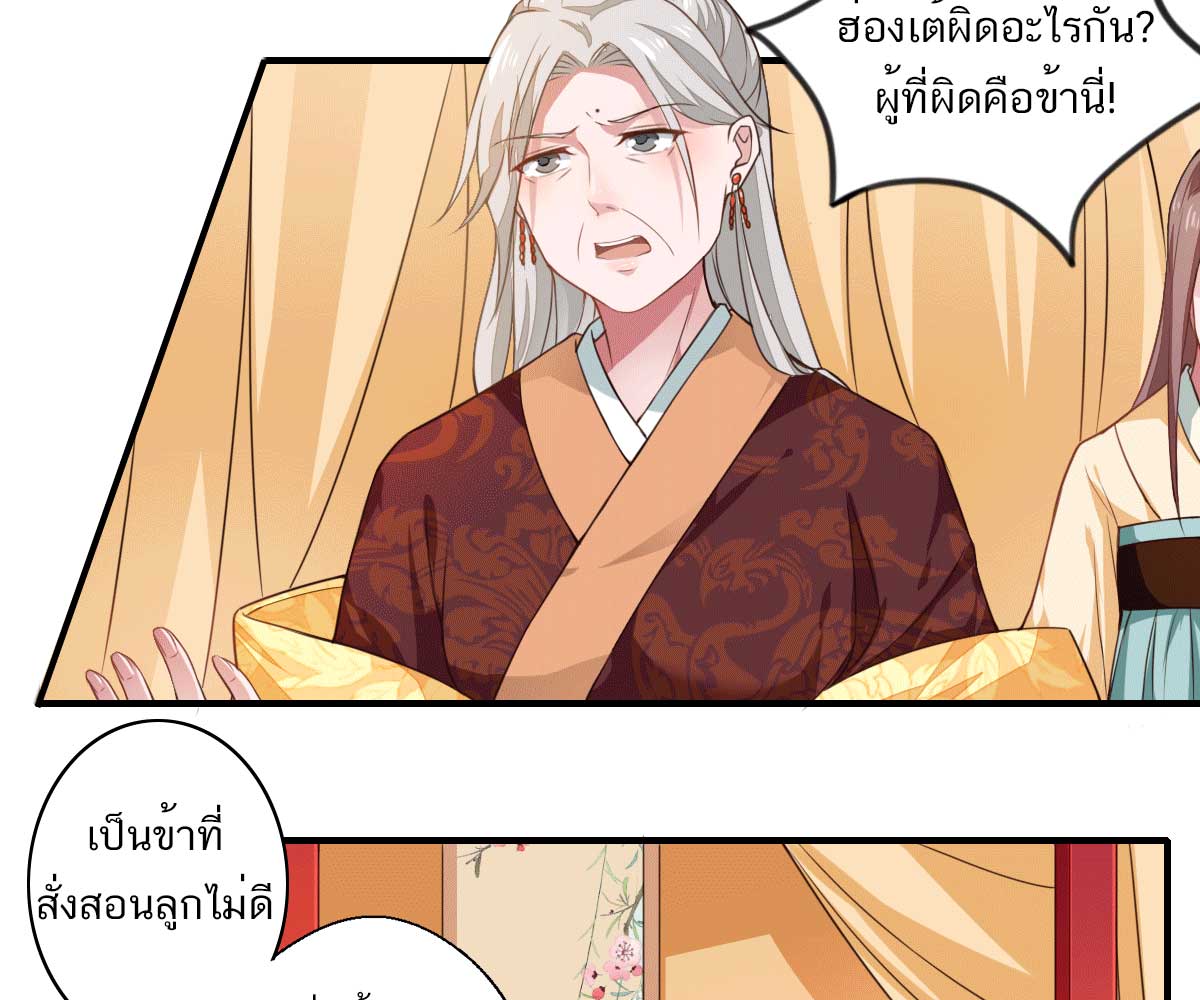 ฮ่องเต้ผิดอะไรกัน?
ผู้ที่ผิดคือข้านี่!
เป็นข้าที่
สั่งสอนลูกไม่ดี